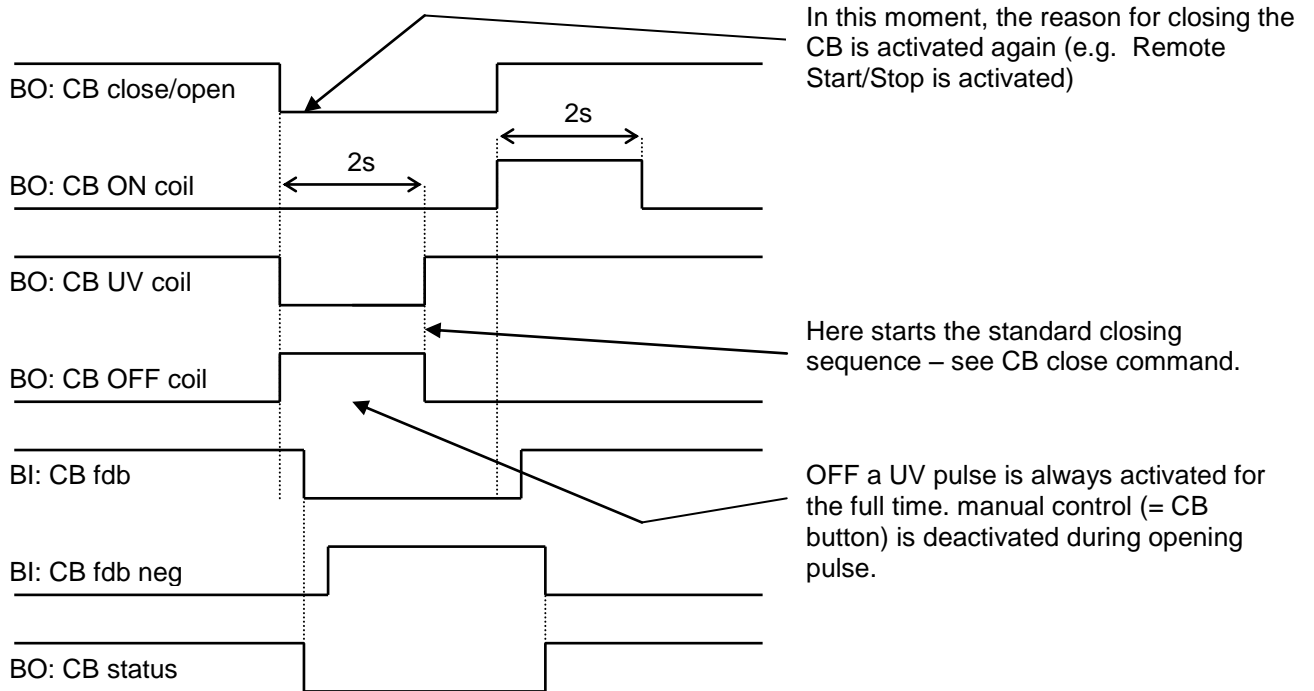 In this moment, the reason for closing the
CB is activated again (e.g. Remote
Start/Stop is activated)
BO: CB close/open
2s
BO: CB ON coil
2s
BO: CB UV coil
Here starts the standard closing
sequence – see CB close command.
BO: CB OFF coil
BI: CB fdb
OFF a UV pulse is always activated for
the full time. manual control (= CB
button) is deactivated during opening
pulse.
BI: CB fdb neg
BO: CB status